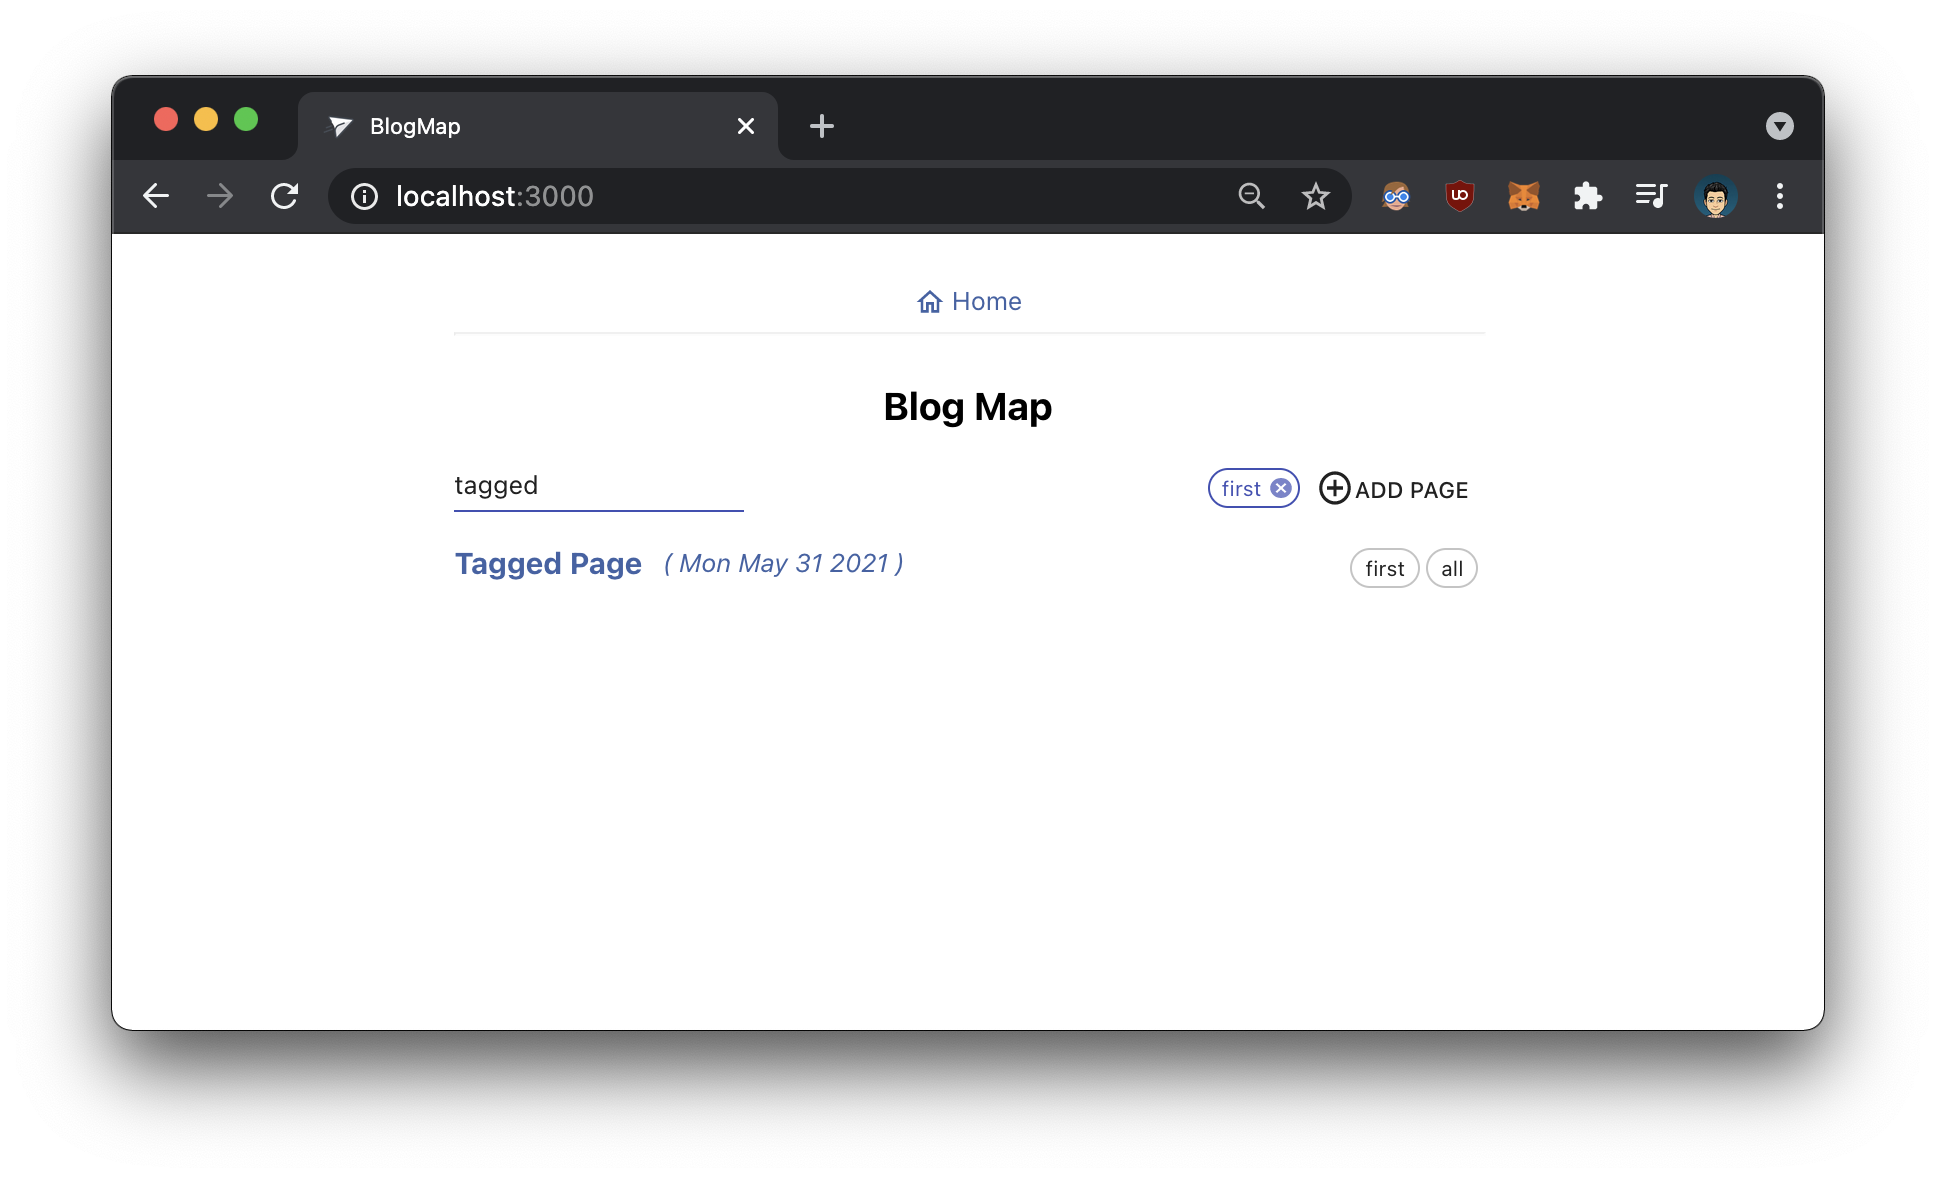 BlogMap
localhost:3000
Home
Blog Map
tagged first ADD PAGE
Tagged Page ( Mon May 31 2021 ) first all